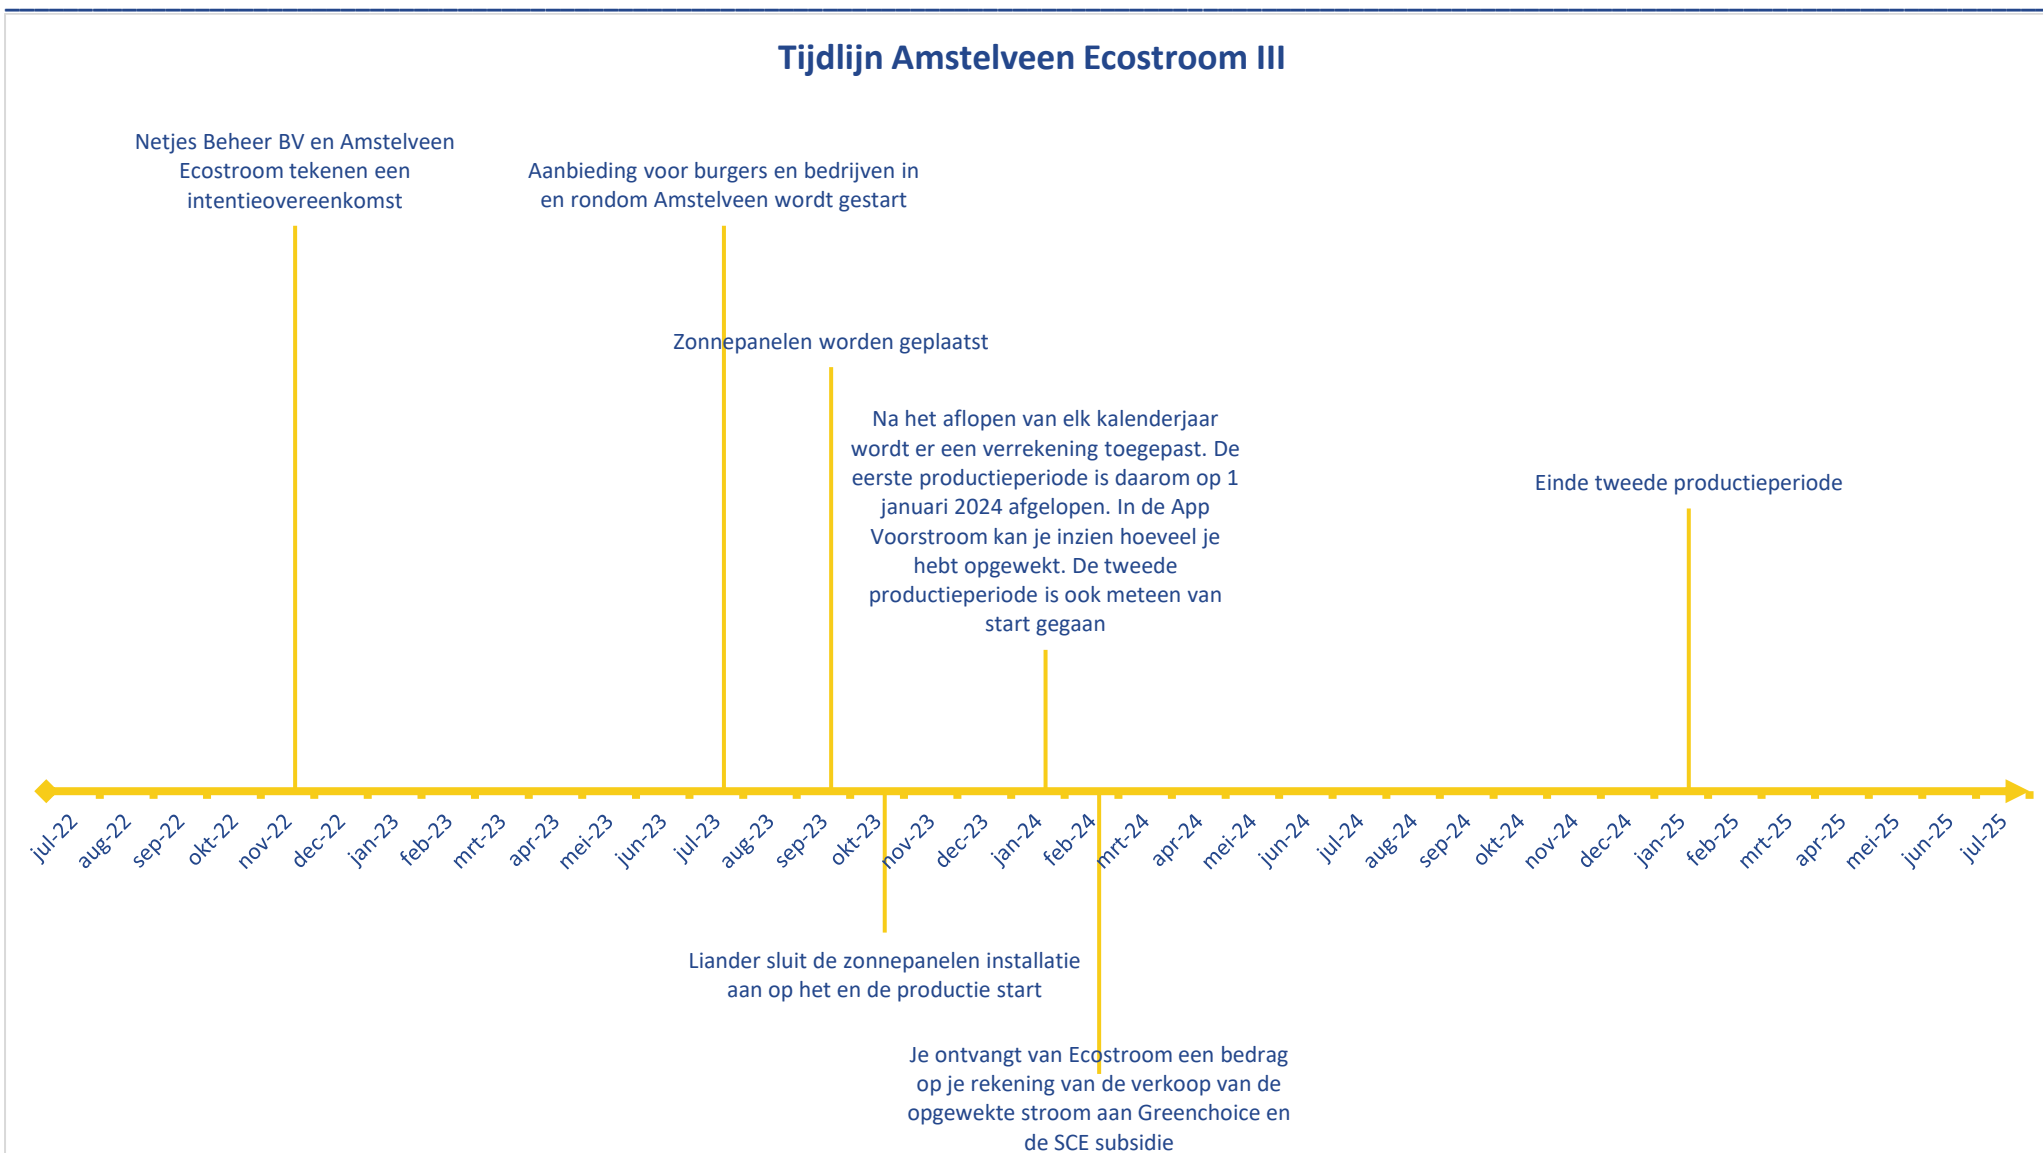 Tijdlijn Amstelveen Ecostroom III
Netjes Beheer BV en Amstelveen
Ecostroom tekenen een
intentieovereenkomst
Aanbieding voor burgers en bedrijven in
en rondom Amstelveen wordt gestart
Zonnepanelen worden geplaatst
Na het aflopen van elk kalenderjaar
wordt er een verrekening toegepast. De
eerste productieperiode is daarom op 1
januari 2024 afgelopen. In de App
Voorstroom kan je inzien hoeveel je
hebt opgewekt. De tweede
productieperiode is ook meteen van
start gegaan
Einde tweede productieperiode
jul-22
aug-22
sep-22
okt-22
nov-22
dec-22
jan-23
feb-23
mrt-23
apr-23
mei-23
jun-23
jul-23
aug-23
sep-23
okt-23
nov-23
dec-23
jan-24
feb-24
mrt-24
apr-24
mei-24
jun-24
jul-24
aug-24
sep-24
okt-24
nov-24
dec-24
jan-25
feb-25
mrt-25
apr-25
mei-25
jun-25
jul-25
Liander sluit de zonnepanelen installatie
aan op het en de productie start
Je ontvangt van Ecostroom een bedrag
op je rekening van de verkoop van de
opgewekte stroom aan Greenchoice en
de SCE subsidie